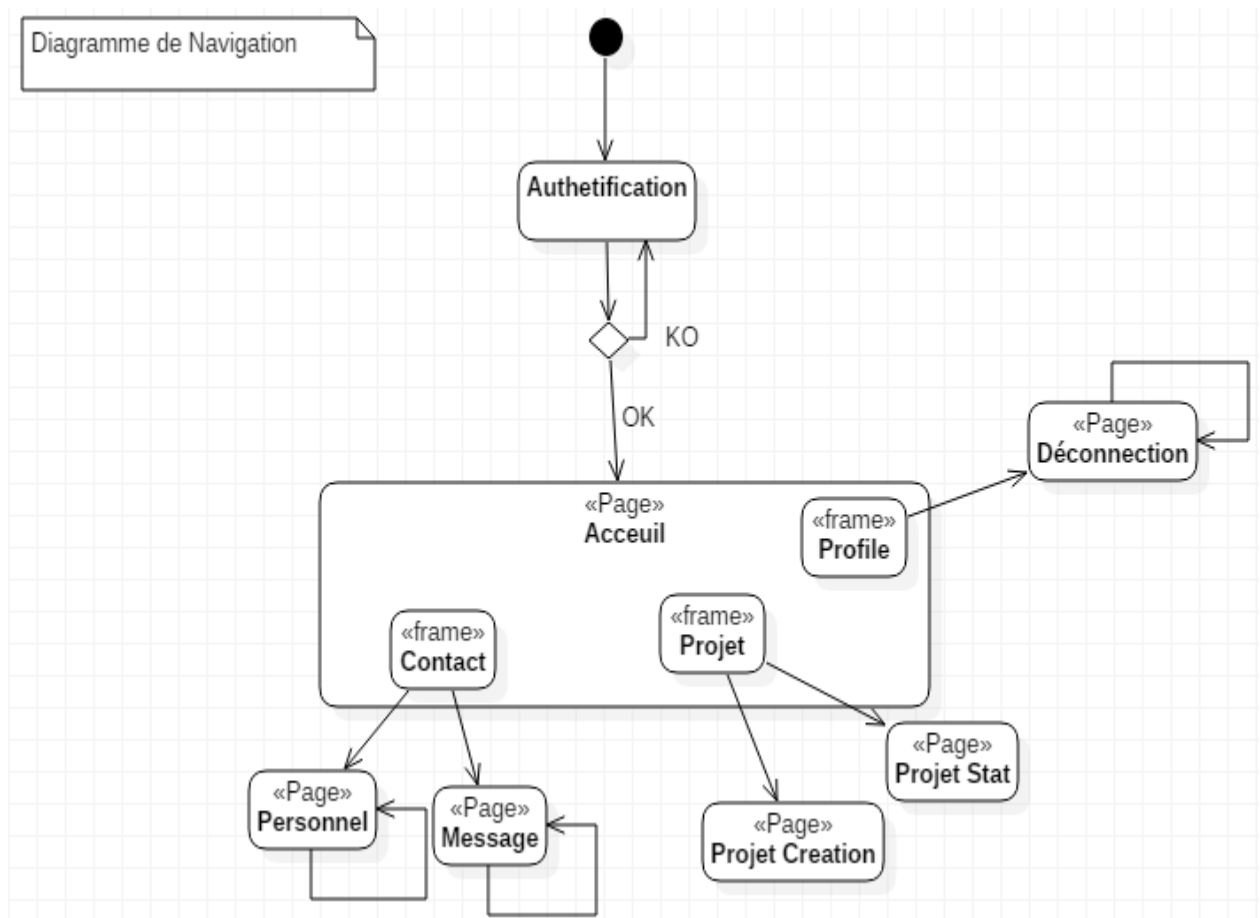 Diagramme de Navigation
Authetification
KO
OK
«Page»
Déconnection
«Page»
Acceuil
«frame»
Profile
«frame»
Contact
«frame»
Projet
«Page»
Projet Stat
«Page»
Personnel
«Page»
Message
«Page»
Projet Creation